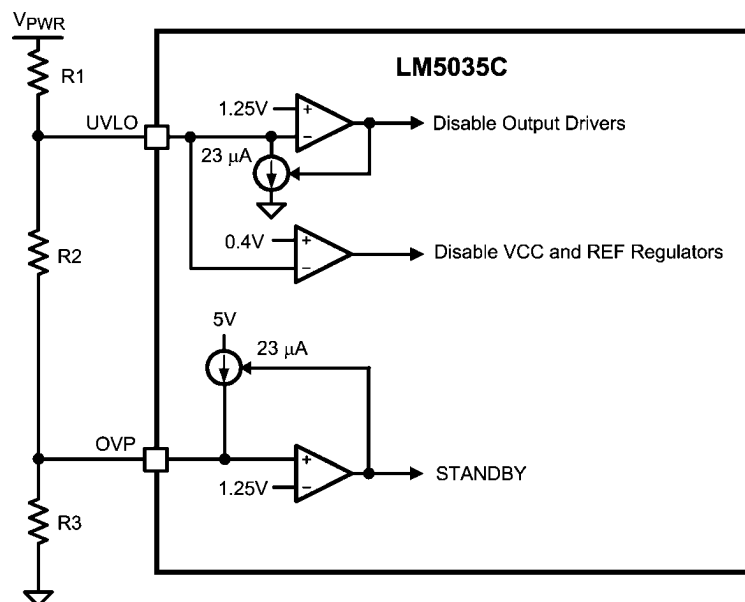 VPWR
R1
LM5035C
1.25V
+
UVLO
−
Disable Output Drivers
23 μA
0.4V
+
−
Disable VCC and REF Regulators
R2
5V
23 μA
OVP
+
1.25V
−
STANDBY
R3